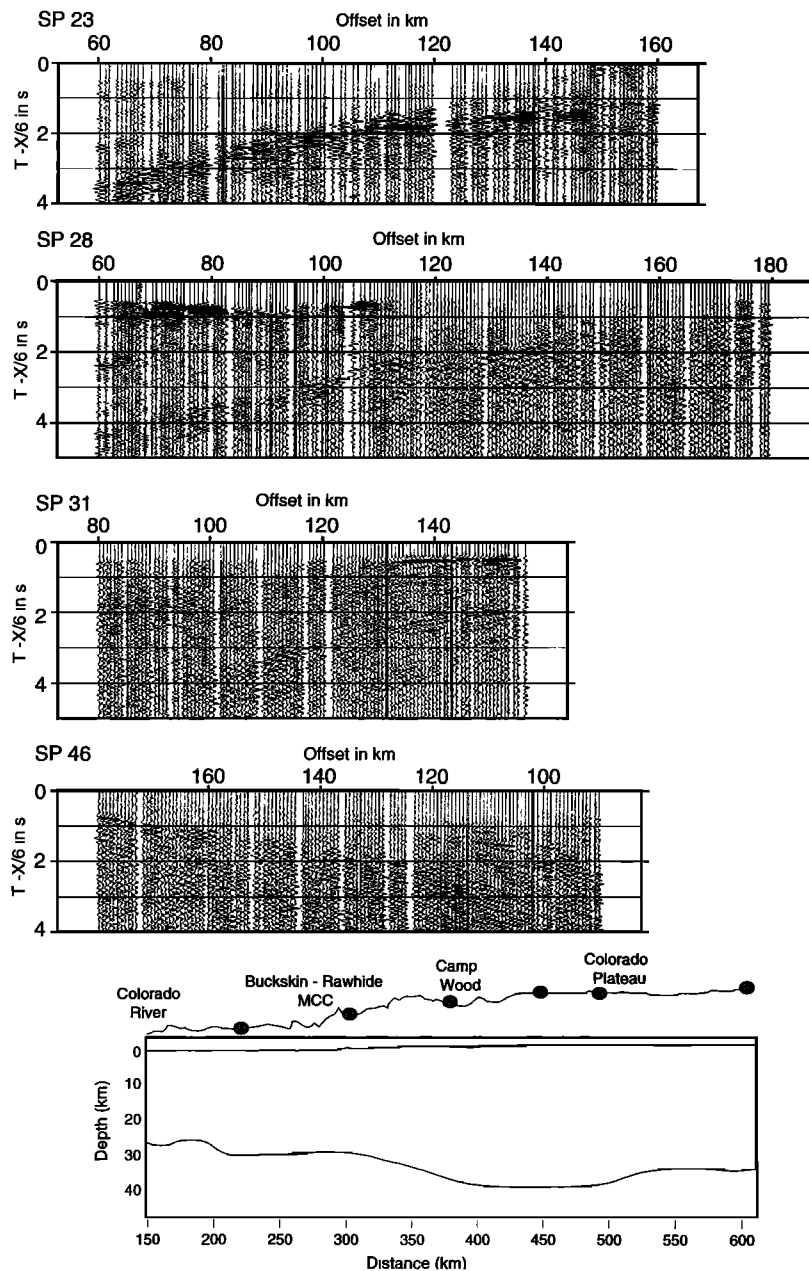 SP 23
Offset in km
60 80 100 120 140 160
0
2
4
T -X/6 in s
SP 28
Offset in km
60 80 100 120 140 160 180
0
2
4
T -X/6 in s
SP 31
Offset in km
80 100 120 140
0
2
4
T -X/6 in s
SP 46
Offset in km
160 140 120 100
0
2
4
T -X/6 in s
Colorado
River
Buckskin - Rawhide
MCC
Camp
Wood
Colorado
Plateau
0
10
20
30
40
Depth (km)
150 200 250 300 350 400 450 500 550 600
Distance (km)